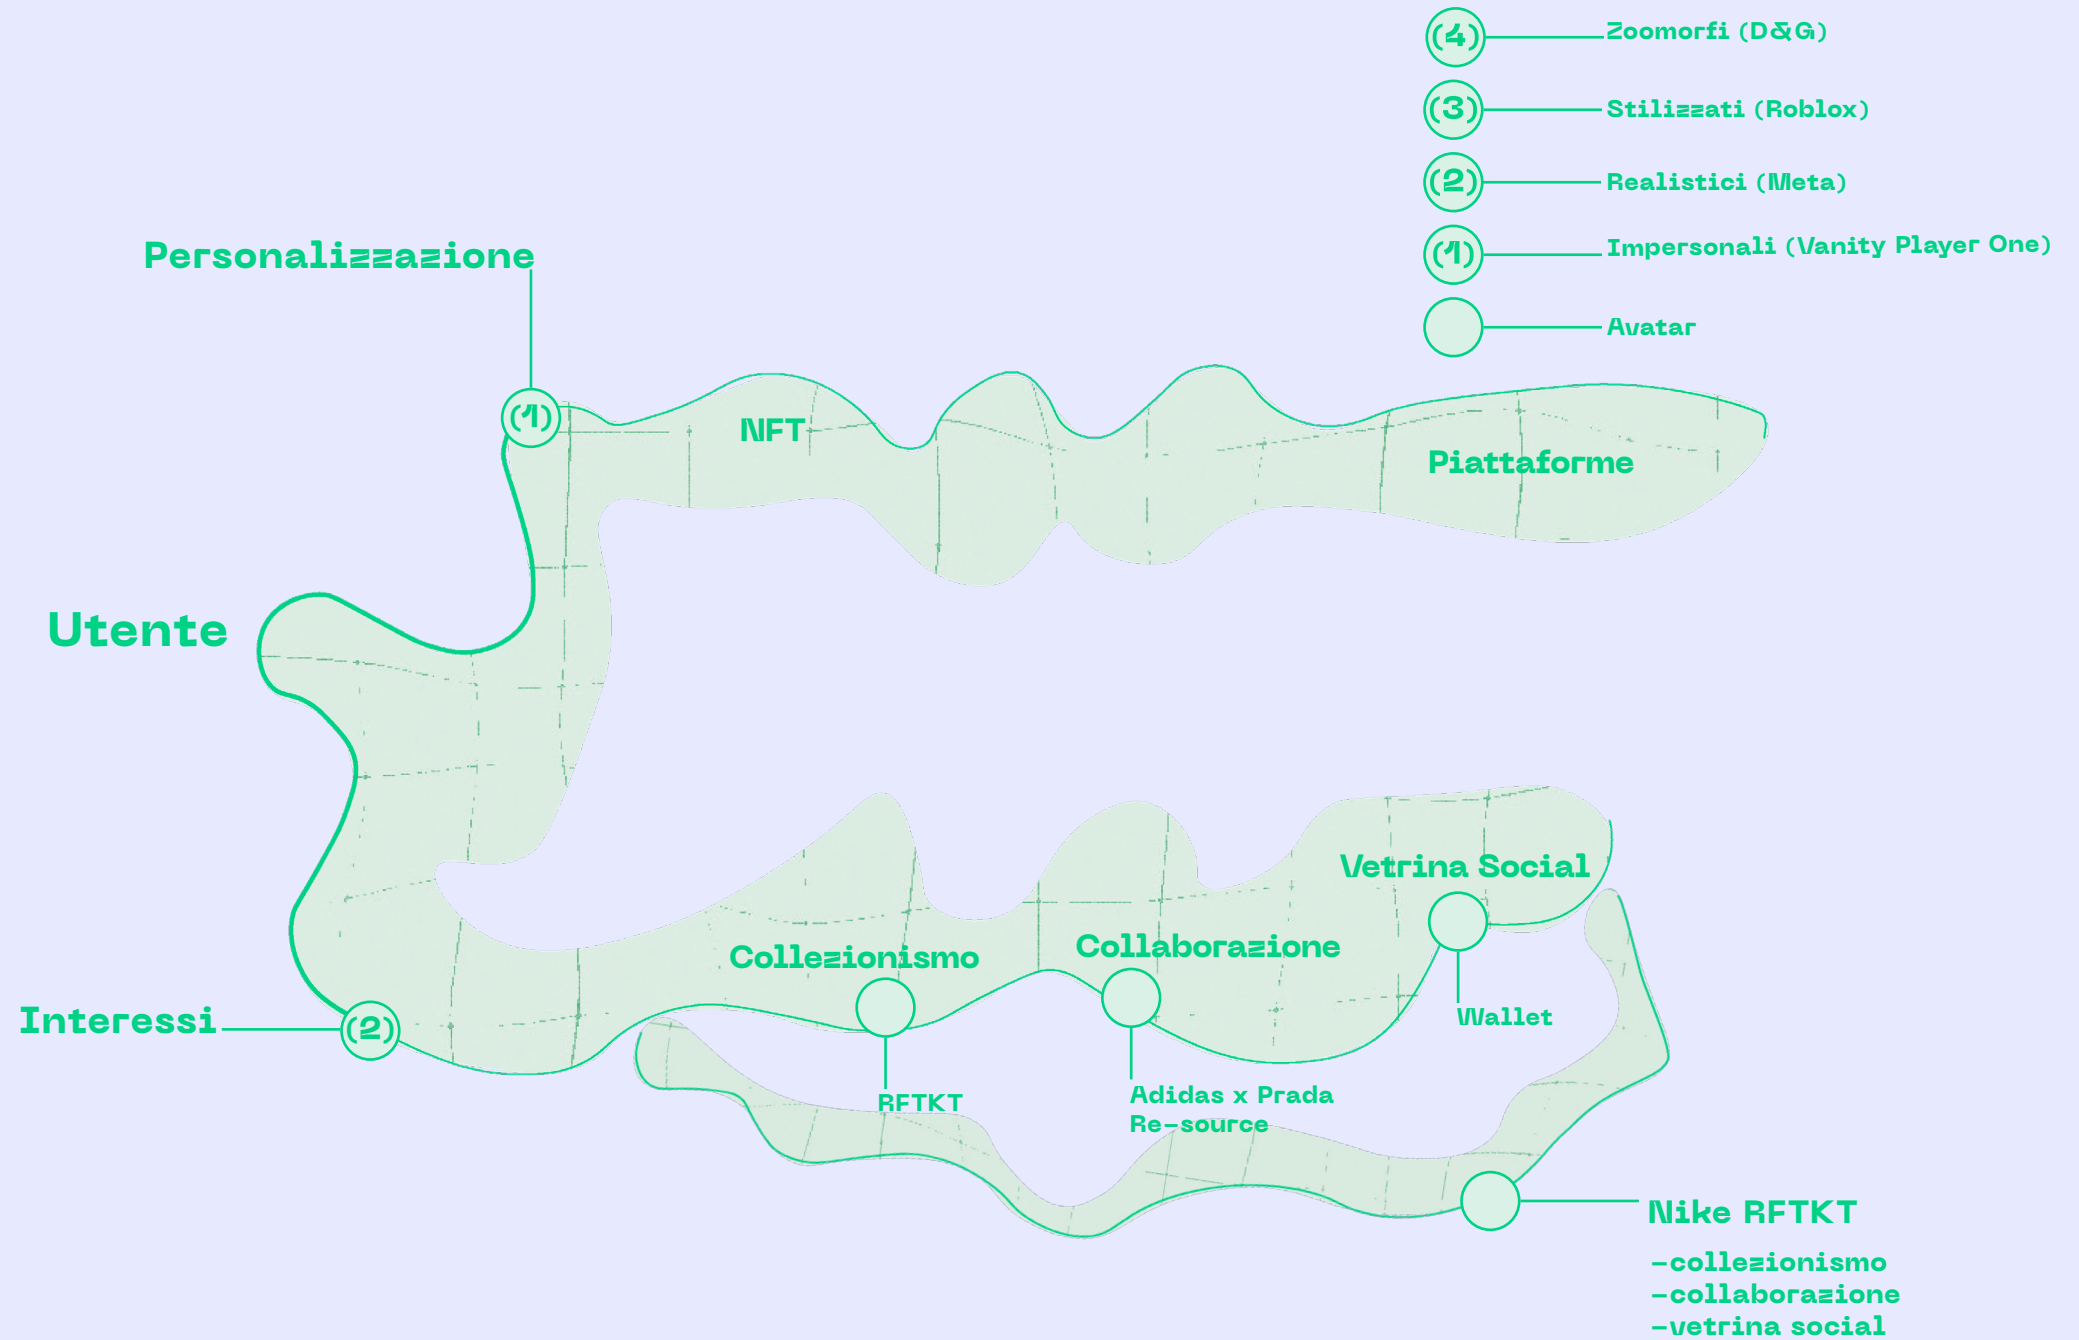 (4)
Zoomorfi (D&G)
(3)
Stilizzati (Roblox)
(2)
Realistici (Meta)
(1)
Impersonali (Vanity Player One)
Avatar
Personalizzazione
(1)
NFT
Piattaforme
Utente
Vetrina Social
Collezionismo
Collaborazione
Wallet
Interessi
(2)
RFTKT
Adidas x Prada
Re-source
Nike RFTKT
-collezionismo
-collaborazione
-vetrina social